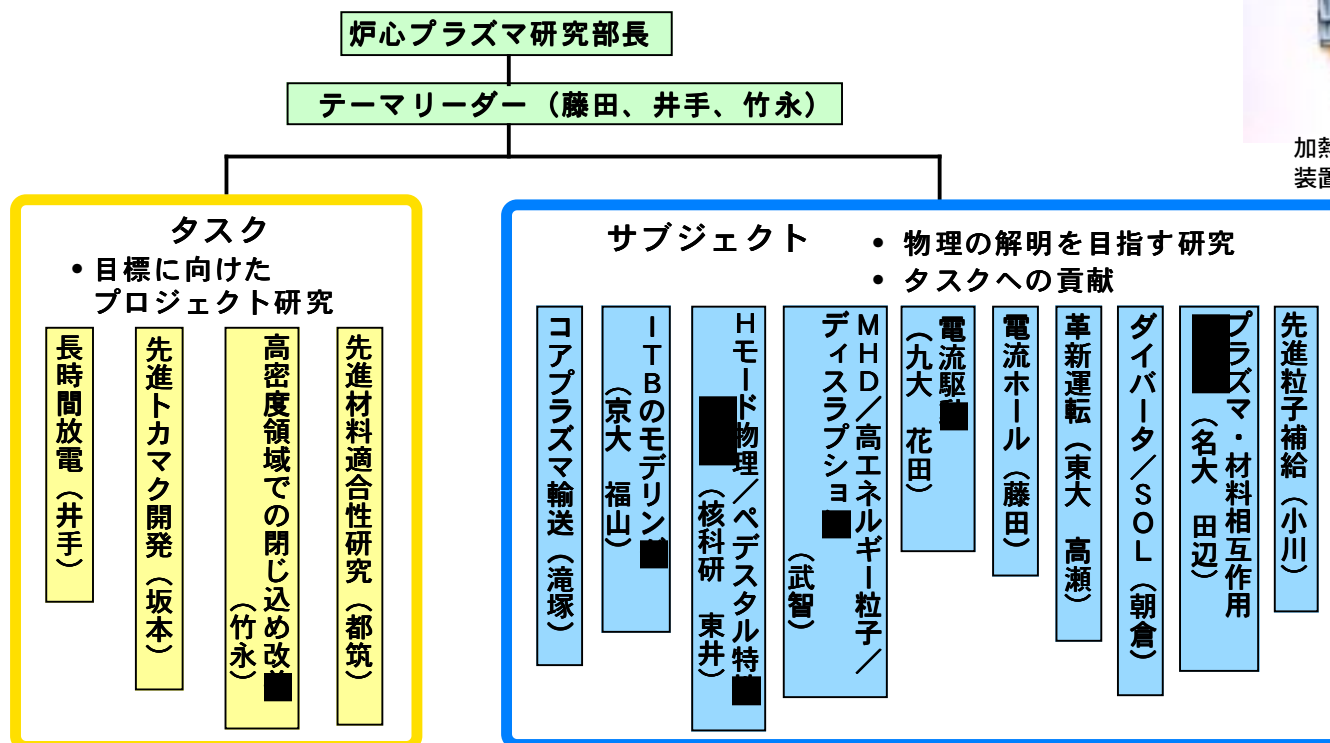 炉心プラズマ研究部長
テーマリーダー（藤田、井手、竹永）
加熱
装置
タスク
• 目標に向けた
プロジェクト研究
長時間放電（井手）
先進トカマク開発（坂本）
高密度領域での閉じ込め改
（竹永）
先進材料適合性研究（都筑）
サブジェクト
• 物理の解明を目指す研究
• タスクへの貢献
コアプラズマ輸送（滝塚）
ＩＴＢのモデリン
（京大　福山）
Ｈモード物理／ペデスタル特
（核科研　東井）
ＭＨＤ／高エネルギー粒子／
ディスラプショ
（武智）
電流駆
（九大　花田）
電流ホール（藤田）
革新運転（東大　高瀬）
ダイバータ／ＳＯＬ（朝倉）
プラズマ・材料相互作用
（名大　田辺）
先進粒子補給（小川）